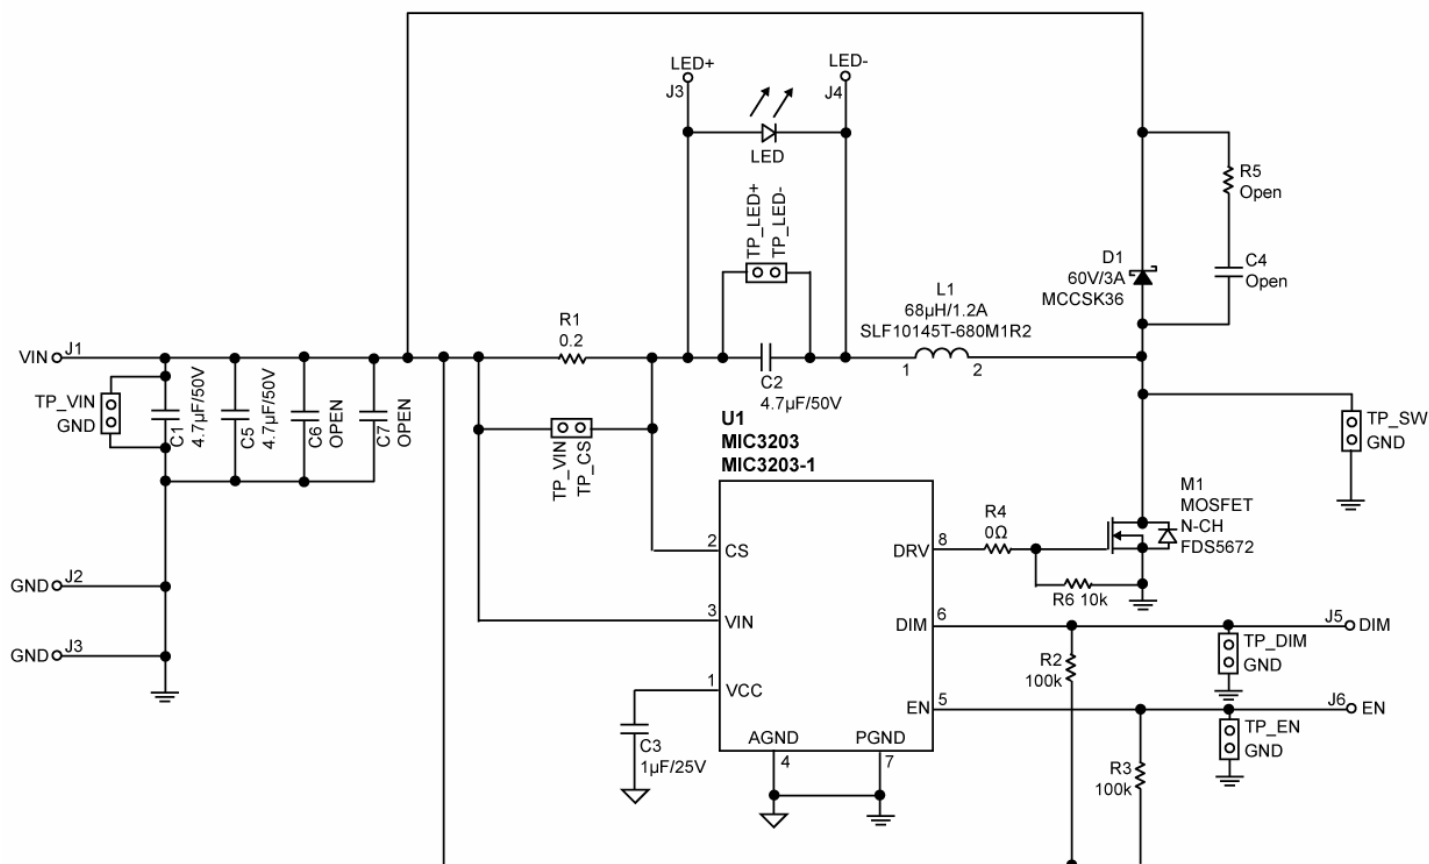 LED+
J3
LED-
J4
LED
TP_LED+
TP_LED-
R5
Open
C4
Open
D1
60V/3A
MCCSK36
L1
68µH/1.2A
SLF10145T-680M1R2
1
2
R1
0.2
VIN
J1
TP_VIN
GND
C1
4.7µF/50V
C5
4.7µF/50V
C6
OPEN
C7
OPEN
C2
4.7µF/50V
TP_VIN
TP_CS
U1
MIC3203
MIC3203-1
TP_SW
GND
M1
MOSFET
N-CH
FDS5672
R4
0Ω
R6 10k
2
CS
3
VIN
1
VCC
DRV
8
DIM
6
EN
5
AGND
4
PGND
7
C3
1µF/25V
GND
J2
GND
J3
R2
100k
R3
100k
J5
DIM
TP_DIM
GND
J6
EN
TP_EN
GND